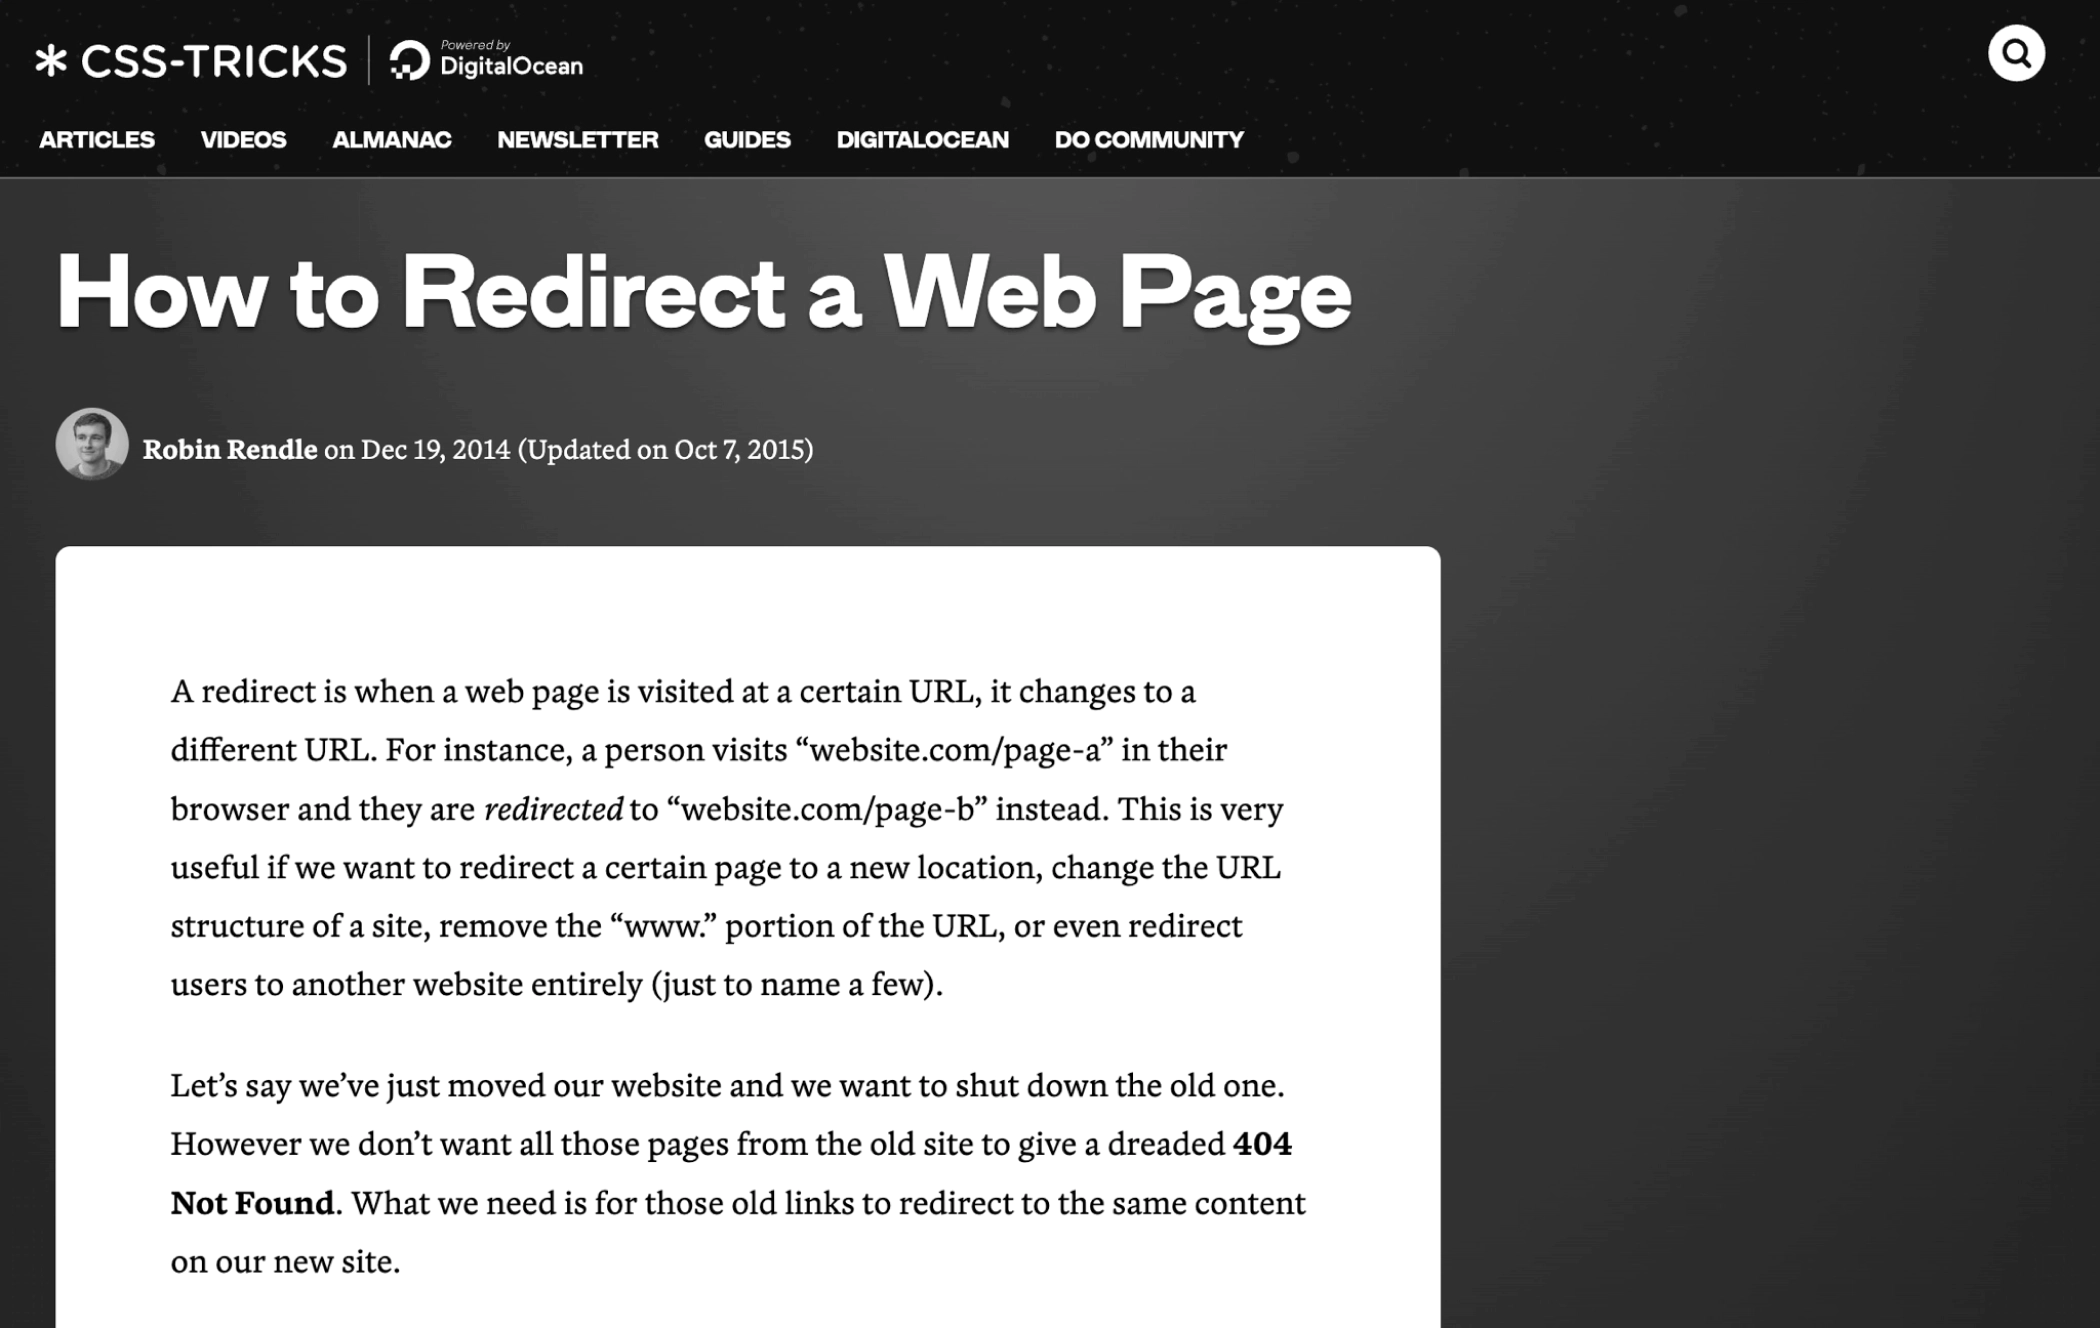 * CSS-TRICKS
Powered by
DigitalOcean
ARTICLES VIDEOS ALMANAC NEWSLETTER GUIDES DIGITALOCEAN DO COMMUNITY
How to Redirect a Web Page
Robin Rendle on Dec 19, 2014 (Updated on Oct 7, 2015)
A redirect is when a web page is visited at a certain URL, it changes to a
different URL. For instance, a person visits “website.com/page-a” in their
browser and they are redirected to “website.com/page-b” instead. This is very
useful if we want to redirect a certain page to a new location, change the URL
structure of a site, remove the “www.” portion of the URL, or even redirect
users to another website entirely (just to name a few).
Let’s say we’ve just moved our website and we want to shut down the old one.
However we don’t want all those pages from the old site to give a dreaded 404
Not Found. What we need is for those old links to redirect to the same content
on our new site.